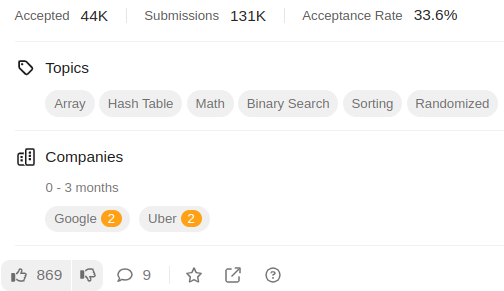 Accepted 44K Submissions 131K Acceptance Rate 33.6%
Topics
Array Hash Table Math Binary Search Sorting Randomized
Companies
0 - 3 months
Google 2 Uber 2
869 9